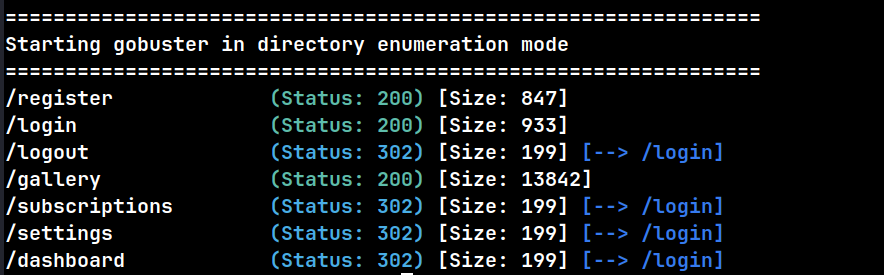 ===============================================================
Starting gobuster in directory enumeration mode
===============================================================
/register             (Status: 200) [Size: 847]
/login                (Status: 200) [Size: 933]
/logout               (Status: 302) [Size: 199] [--> /login]
/gallery              (Status: 200) [Size: 13842]
/subscriptions        (Status: 302) [Size: 199] [--> /login]
/settings             (Status: 302) [Size: 199] [--> /login]
/dashboard            (Status: 302) [Size: 199] [--> /login]